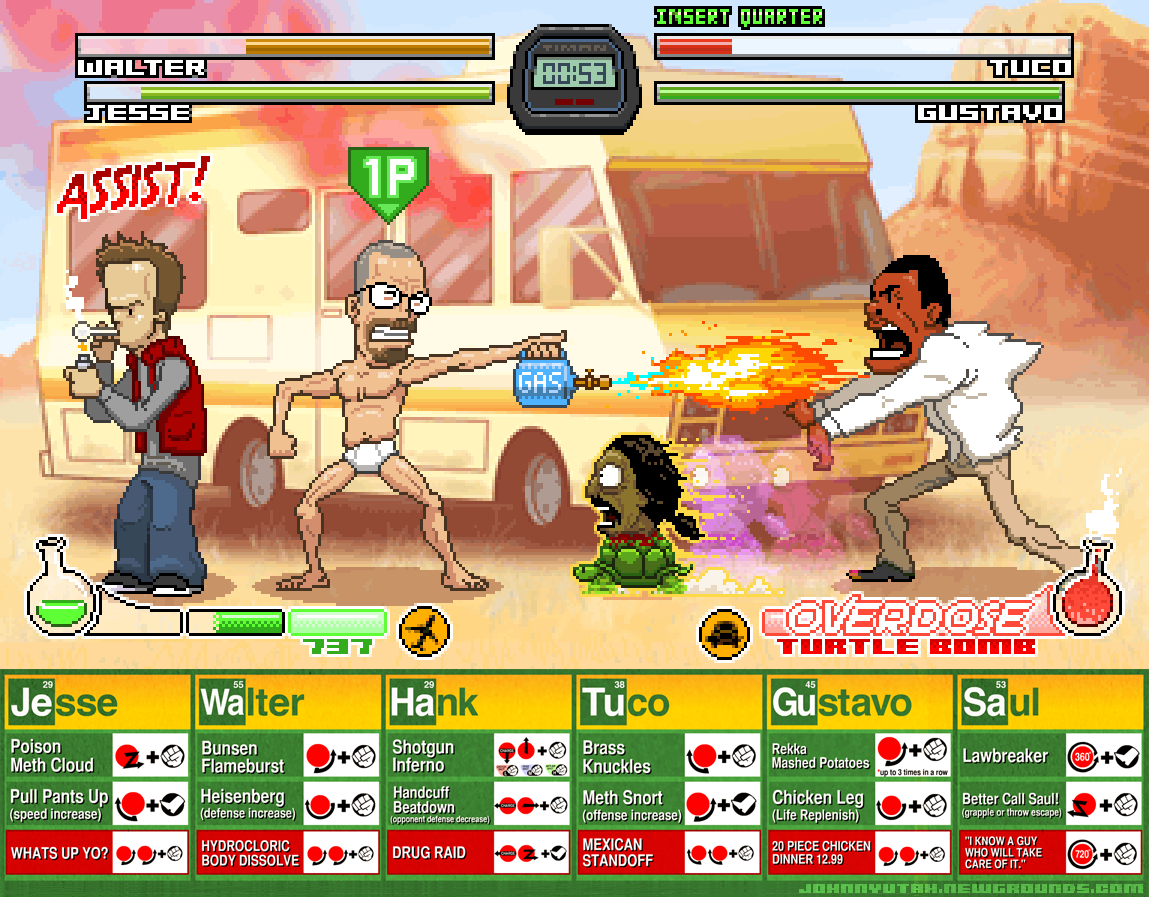 INSERT QUARTER
WALTER
TIMAN
00:53
TUCO
JESSE
GUSTAVO
ASSIST!
1P
GAS
737
OVERDOSE
TURTLE BOMB
29
Jesse
55
Walter
29
Hank
38
Tuco
45
Gustavo
53
Saul
Poison
Meth Cloud
+
Bunsen
Flameburst
+
Shotgun
Inferno
CHARGE
+
Brass
Knuckles
+
Rekka
Mashed Potatoes
+
*up to 3 times in a row
Lawbreaker
360°
+
Pull Pants Up
(speed increase)
+
Heisenberg
(defense increase)
+
Handcuff
Beatdown
(opponent defense decrease)
CHARGE
+
Meth Snort
(offense increase)
+
Chicken Leg
(Life Replenish)
+
Better Call Saul!
(grapple or throw escape)
+
WHATS UP YO?
+
HYDROCLORIC
BODY DISSOLVE
+
DRUG RAID
CHARGE
+
MEXICAN
STANDOFF
+
20 PIECE CHICKEN
DINNER 12.99
+
"I KNOW A GUY
WHO WILL TAKE
CARE OF IT."
720°
+
JOHNNYUTAH.NEWGROUNDS.COM